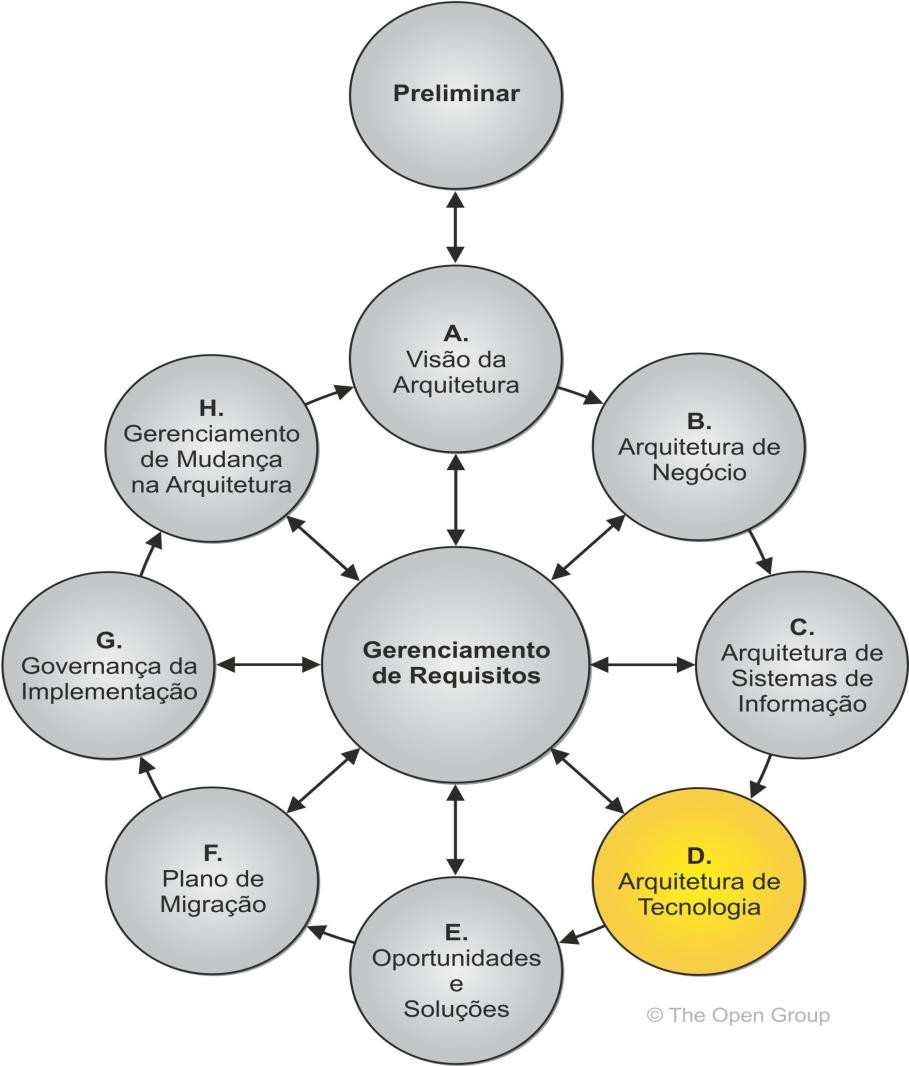 Preliminar
A.
Visão da
Arquitetura
B.
Arquitetura de
Negócio
C.
Arquitetura de
Sistemas de
Informação
D.
Arquitetura de
Tecnologia
E.
Oportunidades
e
Soluções
F.
Plano de
Migração
G.
Governança da
Implementação
H.
Gerenciamento
de Mudança
na Arquitetura
Gerenciamento
de Requisitos
© The Open Group